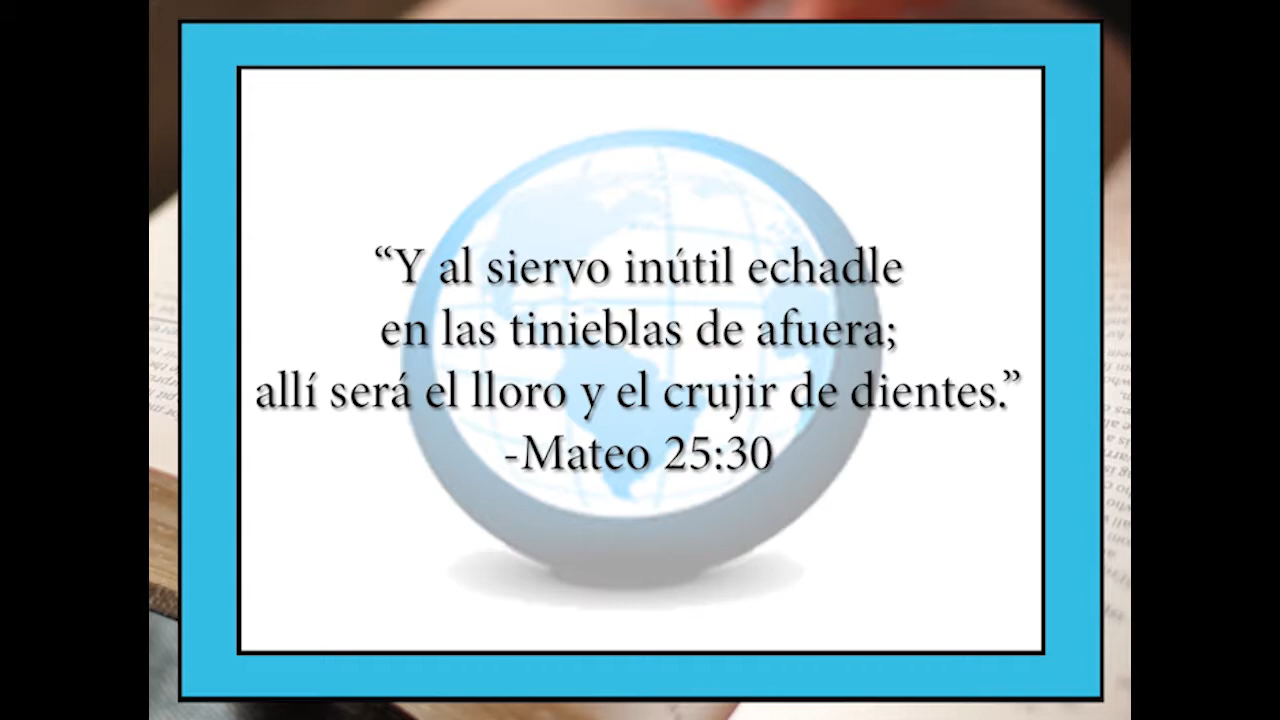 “Y al siervo inútil echadle
en las tinieblas de afuera;
allí será el lloro y el crujir de dientes.”
-Mateo 25:30